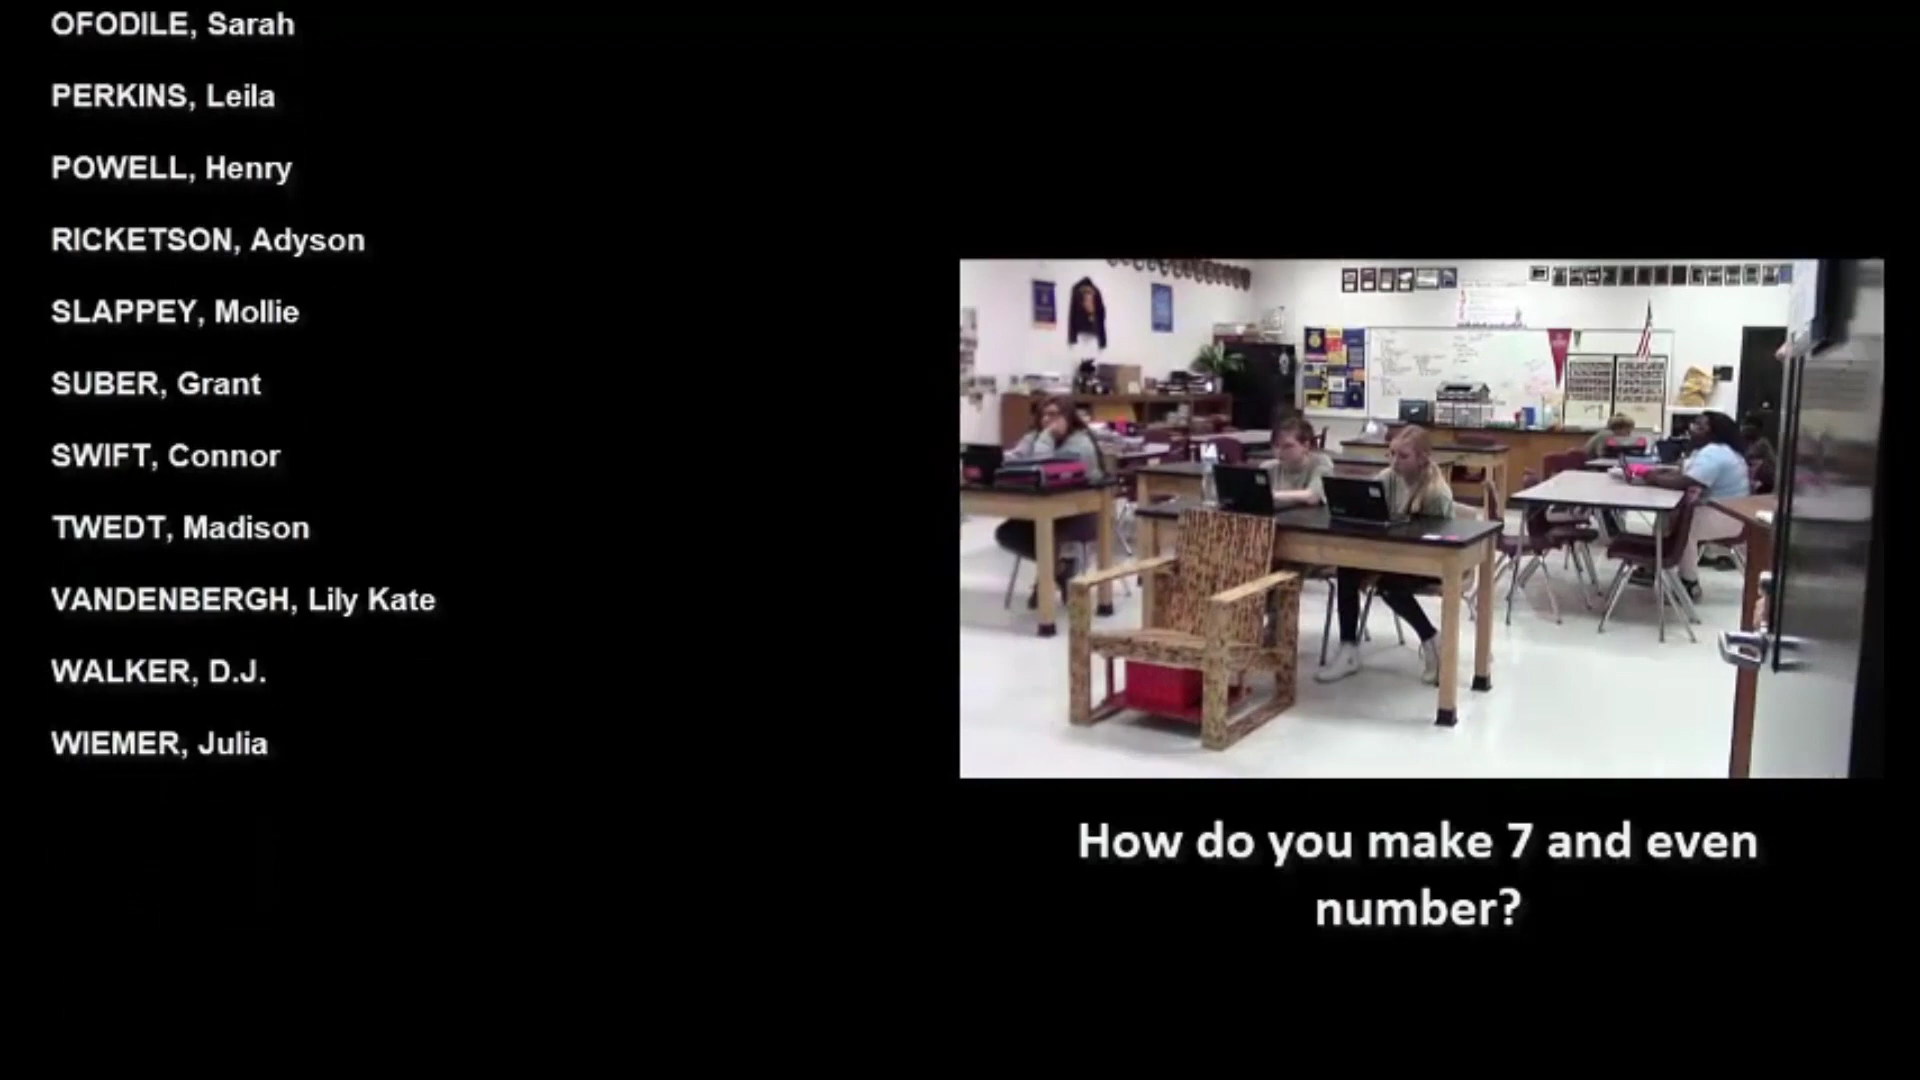 OFODILE, Sarah
PERKINS, Leila
POWELL, Henry
RICKETSON, Adyson
SLAPPEY, Mollie
SUBER, Grant
SWIFT, Connor
TWEDT, Madison
VANDENBERGH, Lily Kate
WALKER, D.J.
WIEMER, Julia
How do you make 7 and even
number?